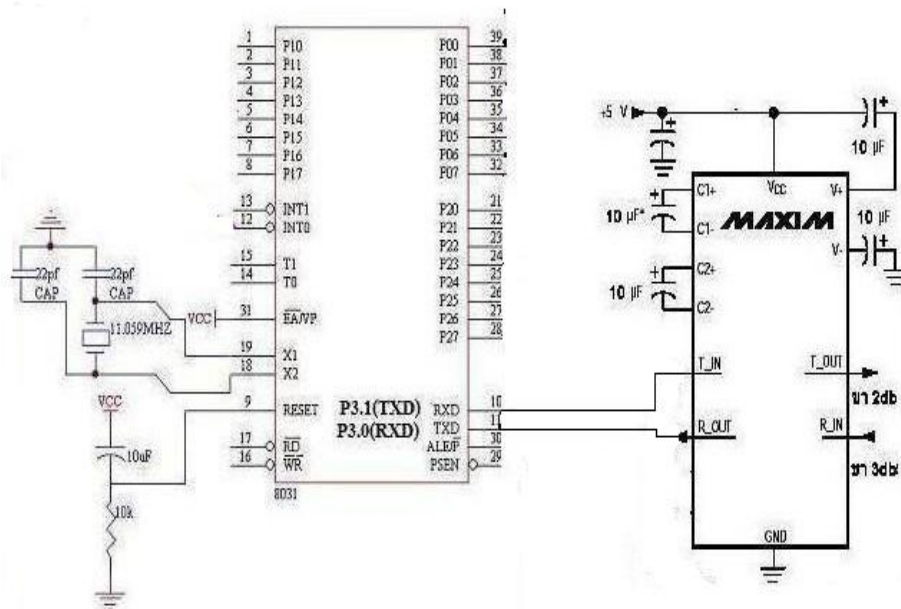 1 P10
2 P11
3 P12
4 P13
5 P14
6 P15
7 P16
8 P17
13 INT1
12 INT0
15 T1
14 T0
VCC 31 EA/VP
19 X1
18 X2
9 RESET
17 RD
16 WR
8031
P00 39
P01 38
P02 37
P03 36
P04 35
P05 34
P06 33
P07 32
P20 21
P21 22
P22 23
P23 24
P24 25
P25 26
P26 27
P27 28
P3.1(TXD) RXD 10
P3.0(RXD) TXD 11
ALE/P 30
PSEN 29
22pf
CAP
22pf
CAP
11.059MHZ
VCC
10uF
10k
+5 V
10 µF
C1+
VCC
V+
10 µF*
C1-
MAXIM
10 µF
V-
C2+
10 µF
C2-
T_IN
T_OUT
ขา 2db
R_OUT
R_IN
ขา 3db
GND